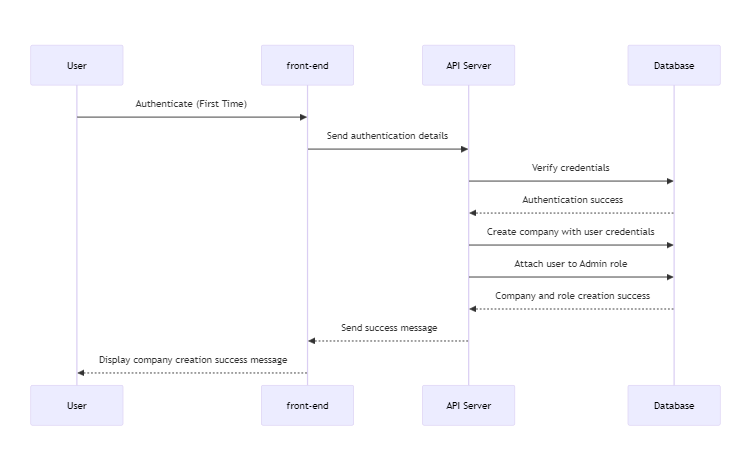 User
front-end
API Server
Database
Authenticate (First Time)
Send authentication details
Verify credentials
Authentication success
Create company with user credentials
Attach user to Admin role
Company and role creation success
Send success message
Display company creation success message
User
front-end
API Server
Database